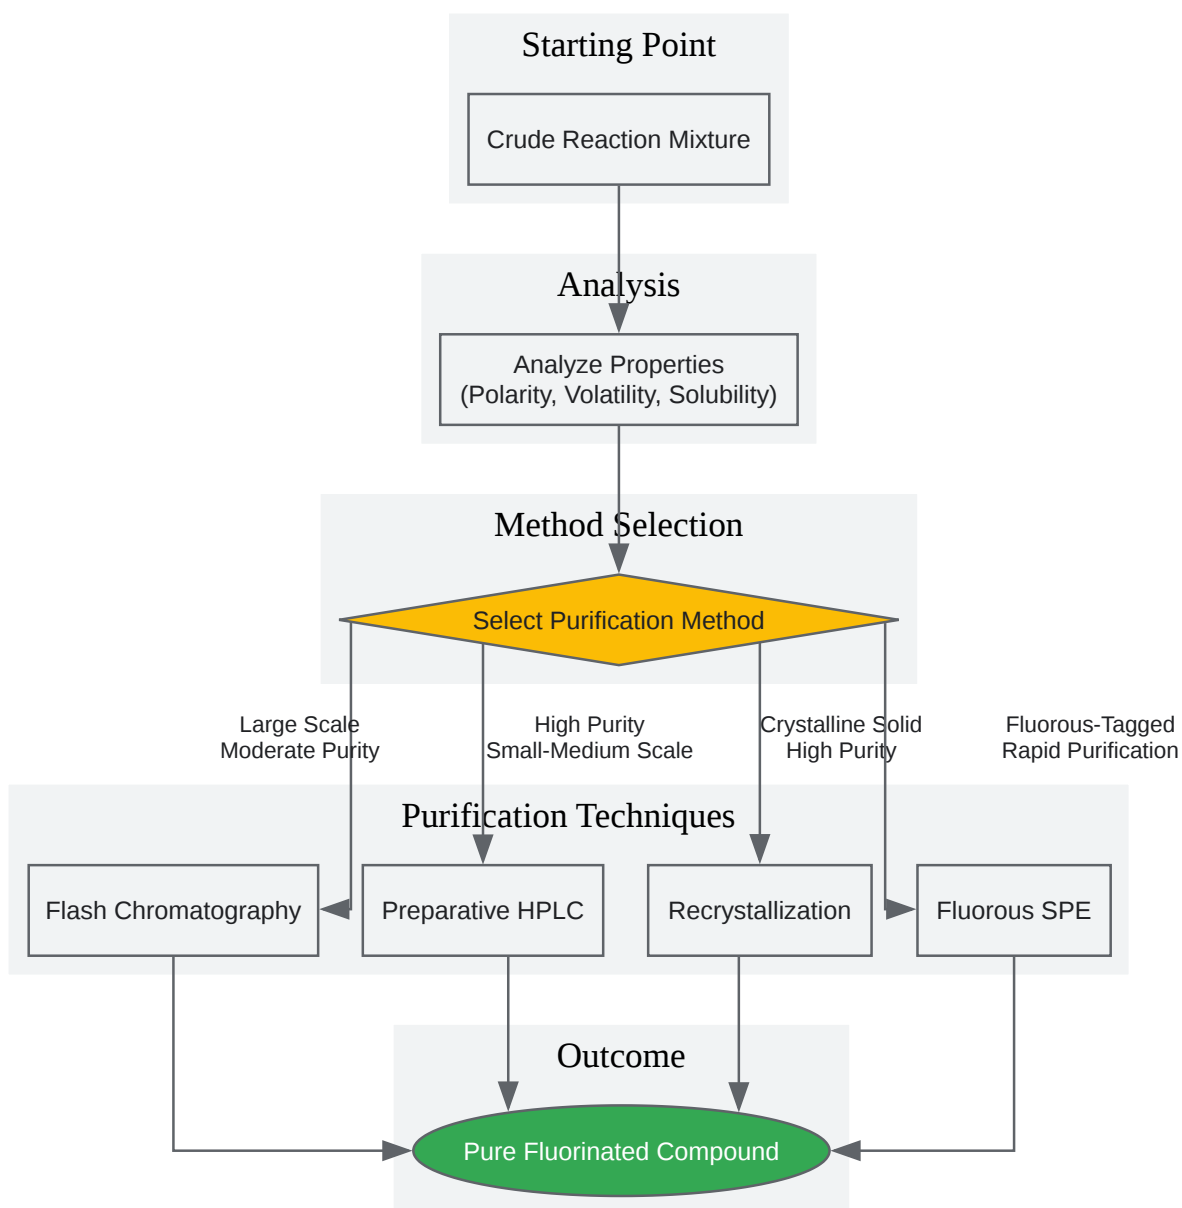 Starting Point
Crude Reaction Mixture
Analysis
Analyze Properties
(Polarity, Volatility, Solubility)
Method Selection
Select Purification Method
Large Scale
Moderate Purity
High Purity
Small-Medium Scale
Crystalline Solid
High Purity
Fluorous-Tagged
Rapid Purification
Purification Techniques
Flash Chromatography
Preparative HPLC
Recrystallization
Fluorous SPE
Outcome
Pure Fluorinated Compound